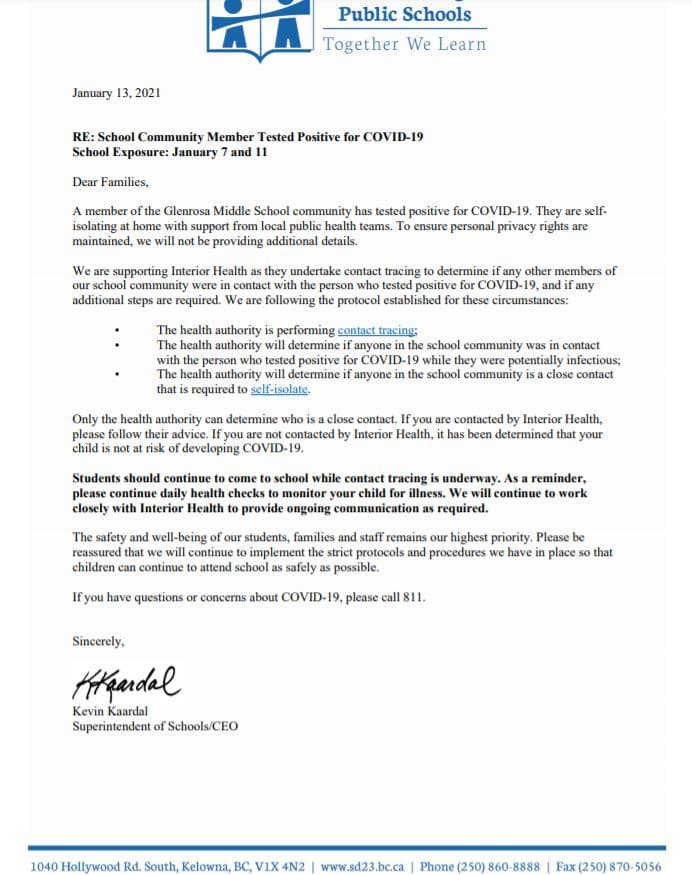 Public Schools
Together We Learn
January 13, 2021
RE: School Community Member Tested Positive for COVID-19
School Exposure: January 7 and 11
Dear Families,
A member of the Glenrosa Middle School community has tested positive for COVID-19. They are self-
isolating at home with support from local public health teams. To ensure personal privacy rights are
maintained, we will not be providing additional details.
We are supporting Interior Health as they undertake contact tracing to determine if any other members of
our school community were in contact with the person who tested positive for COVID-19, and if any
additional steps are required. We are following the protocol established for these circumstances:
• The health authority is performing contact tracing;
• The health authority will determine if anyone in the school community was in contact
with the person who tested positive for COVID-19 while they were potentially infectious;
• The health authority will determine if anyone in the school community is a close contact
that is required to self-isolate.
Only the health authority can determine who is a close contact. If you are contacted by Interior Health,
please follow their advice. If you are not contacted by Interior Health, it has been determined that your
child is not at risk of developing COVID-19.
Students should continue to come to school while contact tracing is underway. As a reminder,
please continue daily health checks to monitor your child for illness. We will continue to work
closely with Interior Health to provide ongoing communication as required.
The safety and well-being of our students, families and staff remains our highest priority. Please be
reassured that we will continue to implement the strict protocols and procedures we have in place so that
children can continue to attend school as safely as possible.
If you have questions or concerns about COVID-19, please call 811.
Sincerely,
KKaardal
Kevin Kaardal
Superintendent of Schools/CEO
1040 Hollywood Rd. South, Kelowna, BC, V1X 4N2 | www.sd23.bc.ca | Phone (250) 860-8888 | Fax (250) 870-5056